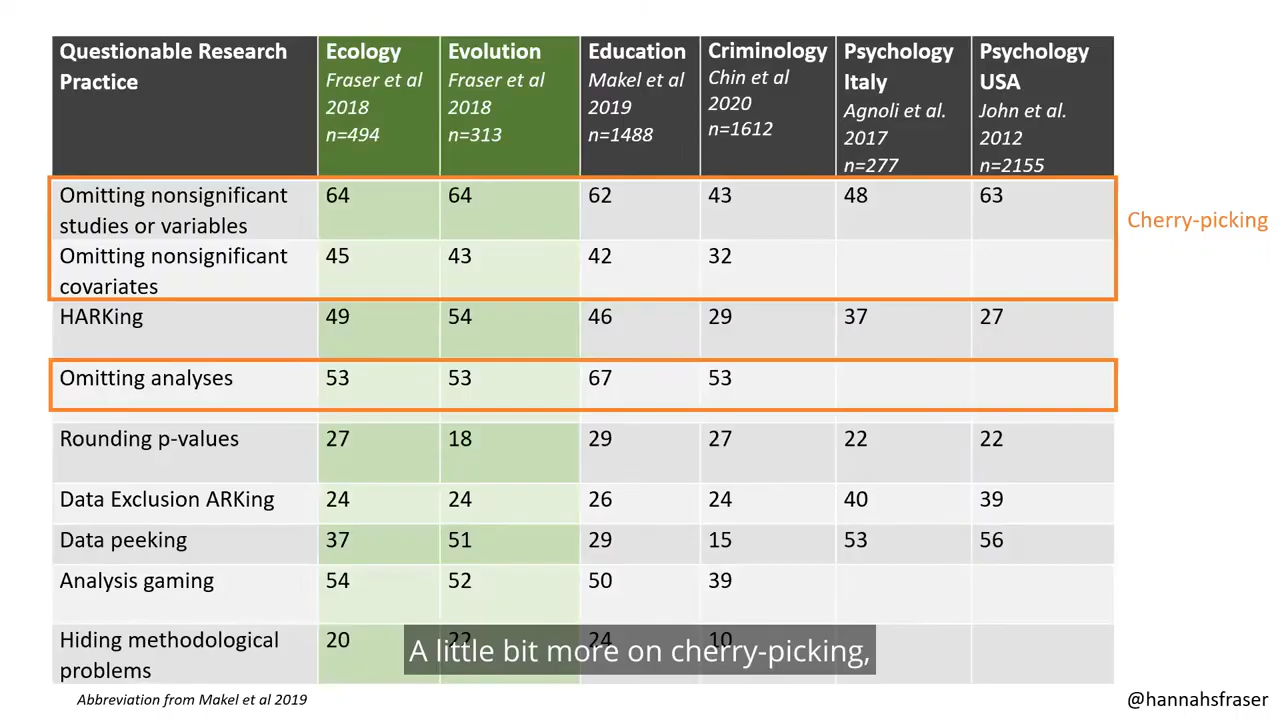 Questionable Research Practice
Ecology Fraser et al 2018 n=494
Evolution Fraser et al 2018 n=313
Education Makel et al 2019 n=1488
Criminology Chin et al 2020 n=1612
Psychology Italy Agnoli et al. 2017 n=277
Psychology USA John et al. 2012 n=2155
Omitting nonsignificant studies or variables 64 64 62 43 48 63
Cherry-picking
Omitting nonsignificant covariates 45 43 42 32
HARKing 49 54 46 29 37 27
Omitting analyses 53 53 67 53
Rounding p-values 27 18 29 27 22 22
Data Exclusion ARKing 24 24 26 24 40 39
Data peeking 37 51 29 15 53 56
Analysis gaming 54 52 50 39
Hiding methodological problems 20 22 24 10
A little bit more on cherry-picking,
Abbreviation from Makel et al 2019
@hannahsfraser